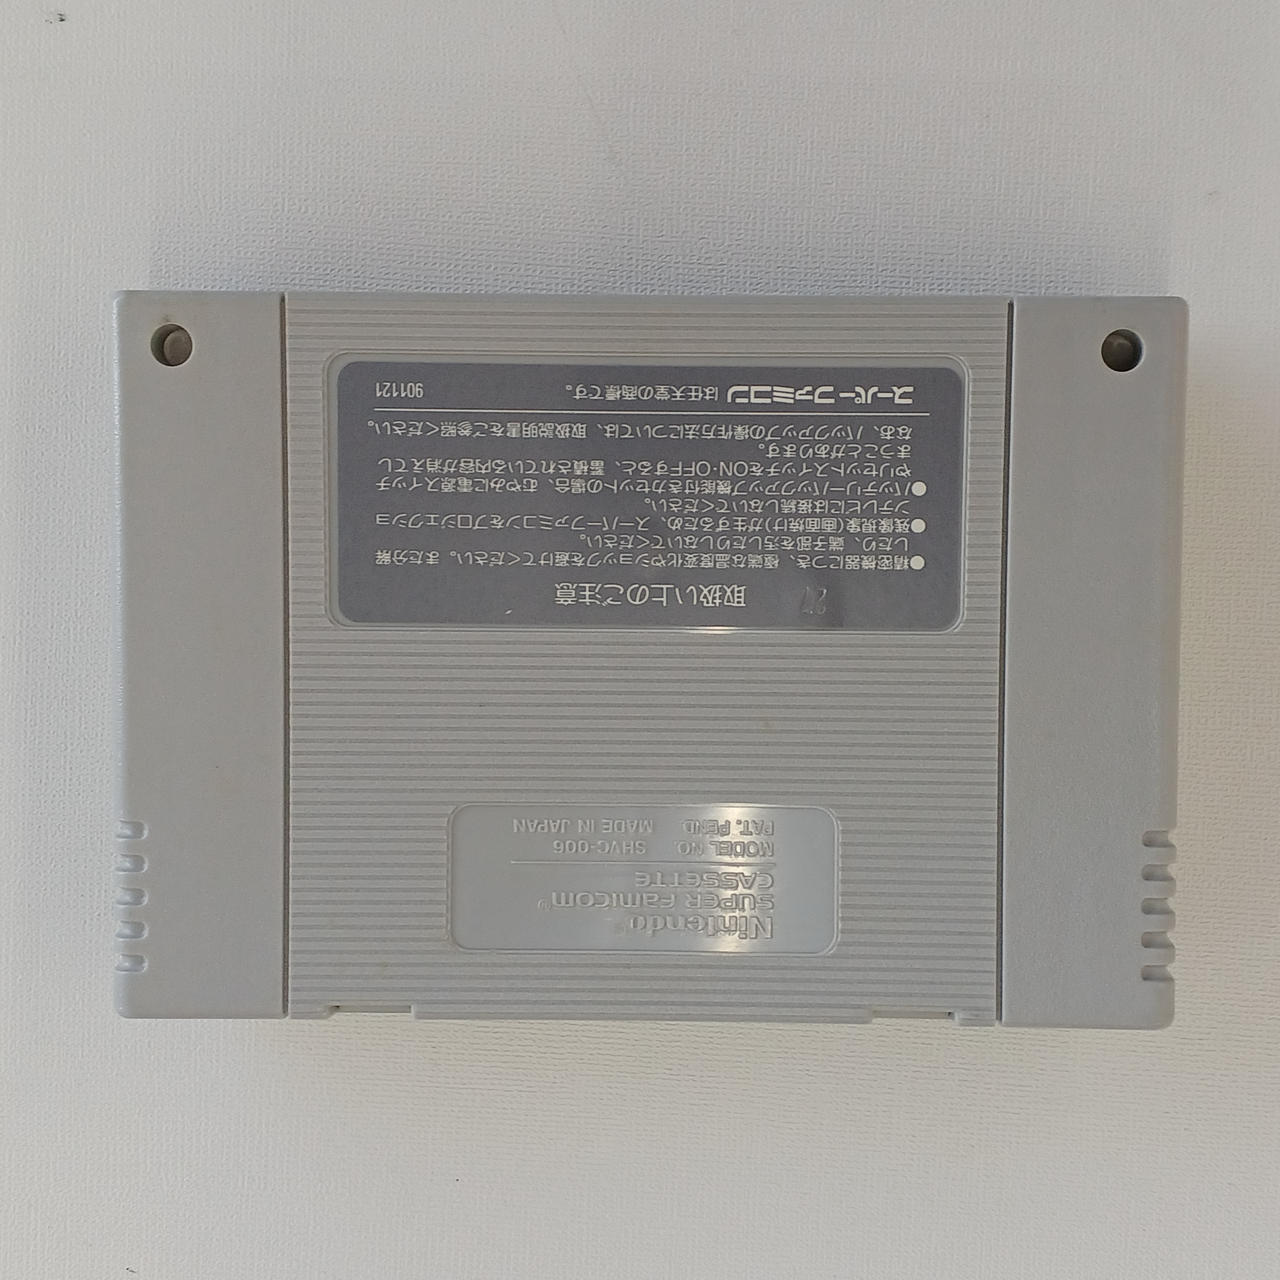 27
取扱い上のご注意
●精密機器につき、極端な温度変化やショックを避けてください。また分解
したり、端子部を汚したりしないでください。
●残像現象(画面焼け)が生ずるため、スーパーファミコンをプロジェクショ
ンテレビには接続しないでください。
●バッテリーバックアップ機能付きカセットの場合、むやみに電源スイッチ
やリセットスイッチをON・OFFすると、蓄積されている内容が消えてし
まうことがあります。
なお、バックアップの操作方法については、取扱説明書をご参照ください。
スーパーファミコン は任天堂の商標です。 901121
Nintendo®
SUPER FAMICOM®
CASSETTE
MODEL NO. SHVC-006
PAT. PEND. MADE IN JAPAN